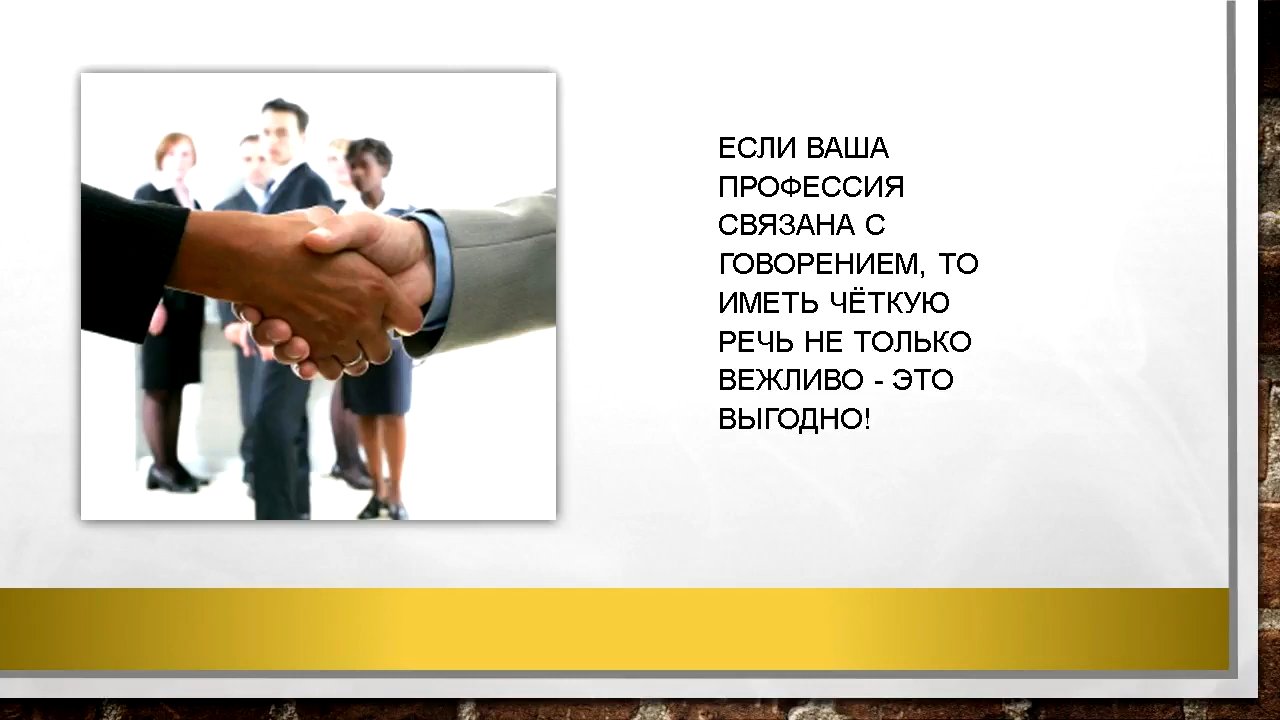 ЕСЛИ ВАША
ПРОФЕССИЯ
СВЯЗАНА С
ГОВОРЕНИЕМ, ТО
ИМЕТЬ ЧЁТКУЮ
РЕЧЬ НЕ ТОЛЬКО
ВЕЖЛИВО - ЭТО
ВЫГОДНО!